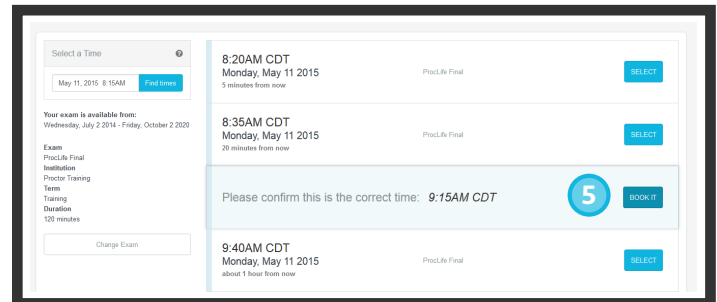 Select a Time ?
May 11, 2015 8:15AM Find times
Your exam is available from:
Wednesday, July 2 2014 - Friday, October 2 2020
Exam
ProcLife Final
Institution
Proctor Training
Term
Training
Duration
120 minutes
Change Exam
8:20AM CDT
Monday, May 11 2015
5 minutes from now
ProcLife Final
SELECT
8:35AM CDT
Monday, May 11 2015
20 minutes from now
ProcLife Final
SELECT
Please confirm this is the correct time: 9:15AM CDT
5
BOOK IT
9:40AM CDT
Monday, May 11 2015
about 1 hour from now
ProcLife Final
SELECT